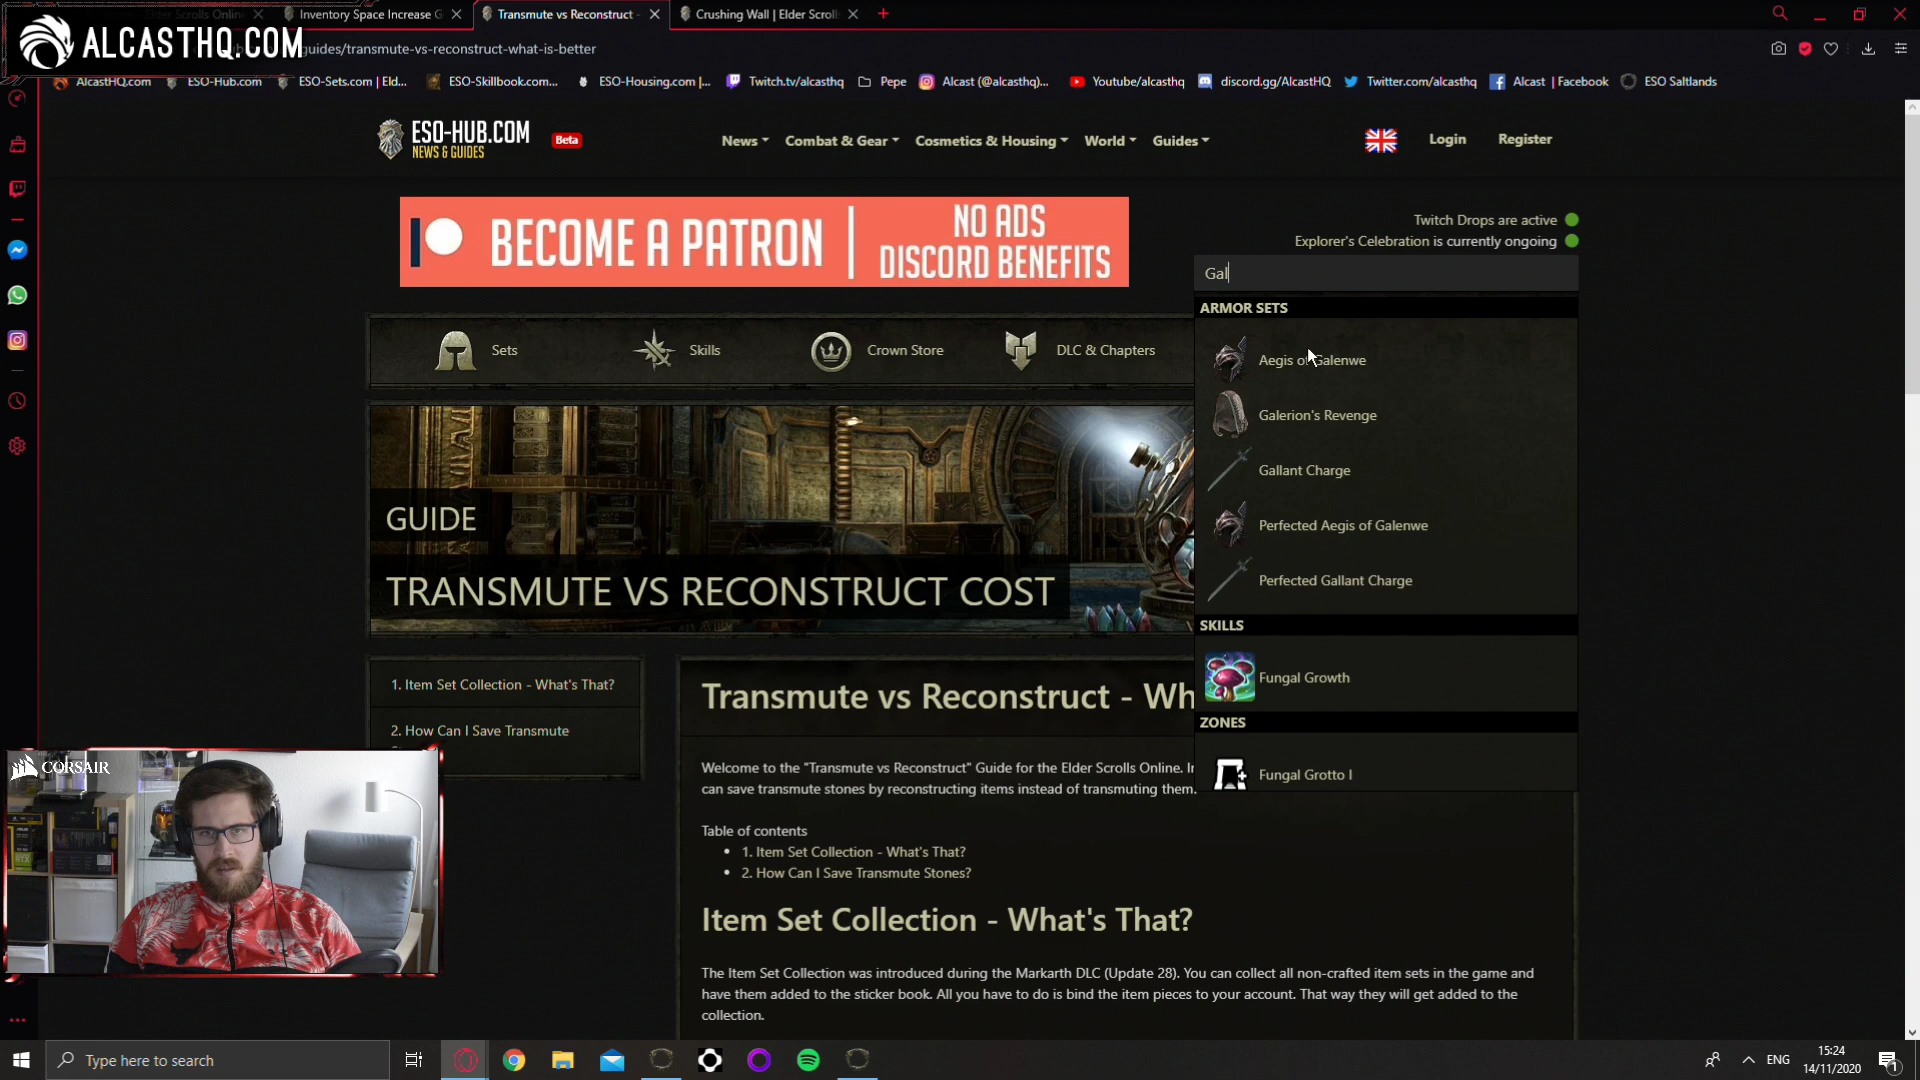 Elder Scrolls Onlin
Inventory Space Increase G
Transmute vs Reconstruct -
Crushing Wall | Elder Scroll
ALCASTHQ.COM
guides/transmute-vs-reconstruct-what-is-better
AlcastHQ.com
ESO-Hub.com
ESO-Sets.com | Eld...
ESO-Skillbook.com...
ESO-Housing.com |...
Twitch.tv/alcasthq
Pepe
Alcast (@alcasthq)...
Youtube/alcasthq
discord.gg/AlcastHQ
Twitter.com/alcasthq
Alcast | Facebook
ESO Saltlands
ESO-HUB.COM
NEWS & GUIDES
Beta
News
Combat & Gear
Cosmetics & Housing
World
Guides
Login
Register
BECOME A PATRON
NO ADS
DISCORD BENEFITS
Twitch Drops are active
Explorer's Celebration is currently ongoing
Gal
ARMOR SETS
Aegis of Galenwe
Galerion's Revenge
Gallant Charge
Perfected Aegis of Galenwe
Perfected Gallant Charge
SKILLS
Fungal Growth
ZONES
Fungal Grotto I
Sets
Skills
Crown Store
DLC & Chapters
GUIDE
TRANSMUTE VS RECONSTRUCT COST
1. Item Set Collection - What's That?
2. How Can I Save Transmute
Transmute vs Reconstruct - Wh
Welcome to the "Transmute vs Reconstruct" Guide for the Elder Scrolls Online. I
can save transmute stones by reconstructing items instead of transmuting them.
Table of contents
• 1. Item Set Collection - What's That?
• 2. How Can I Save Transmute Stones?
Item Set Collection - What's That?
The Item Set Collection was introduced during the Markarth DLC (Update 28). You can collect all non-crafted item sets in the game and
have them added to the sticker book. All you have to do is bind the item pieces to your account. That way they will get added to the
collection.
CORSAIR
Type here to search
ENG
15:24
14/11/2020
1